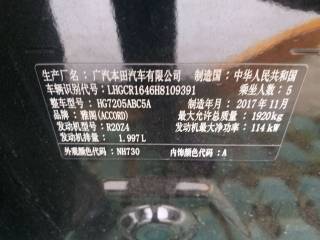 生产厂名：广汽本田汽车有限公司 制造国：中华人民共和国
车辆识别代号：LHGCR1646H8109391 乘坐人数：5
整车型号：HG7205ABC5A 制造年月：2017年11月
品牌：雅阁(ACCORD) 最大允许总质量：1920kg
发动机型号：R20Z4 发动机最大净功率：114kW
发动机排量：1.997L
外观颜色代码：NH730 内饰颜色代码：A